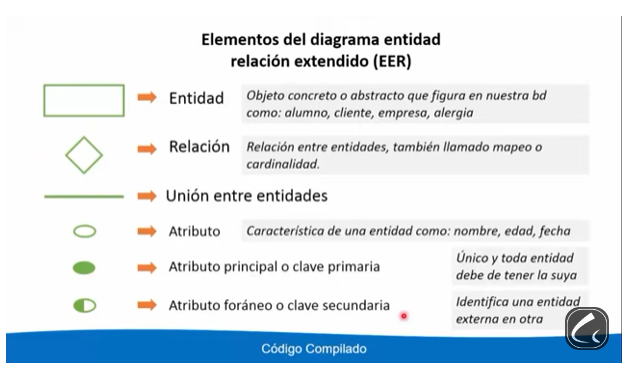 Elementos del diagrama entidad
relación extendido (EER)
Entidad
Objeto concreto o abstracto que figura en nuestra bd
como: alumno, cliente, empresa, alergia
Relación
Relación entre entidades, también llamado mapeo o
cardinalidad.
Unión entre entidades
Atributo
Característica de una entidad como: nombre, edad, fecha
Atributo principal o clave primaria
Único y toda entidad
debe de tener la suya
Atributo foráneo o clave secundaria
Identifica una entidad
externa en otra
Código Compilado